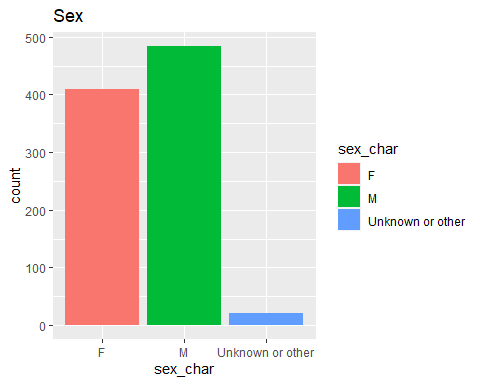 Sex
500
400
300
200
100
0
count
F
M
Unknown or other
sex_char
sex_char
F
M
Unknown or other